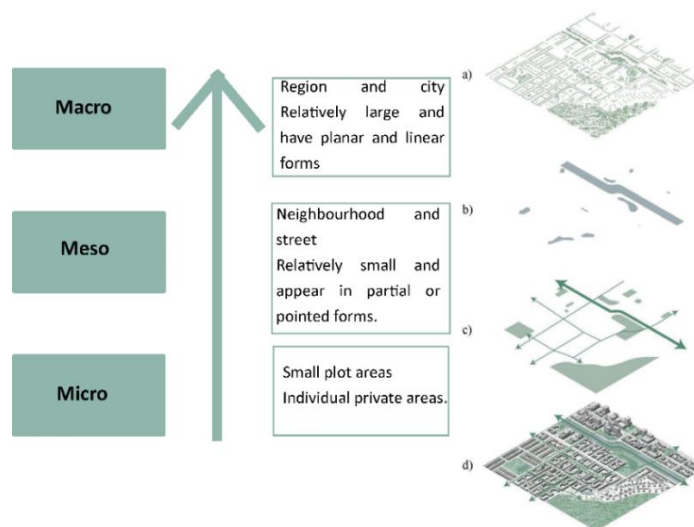 Macro
Region and city
Relatively large and
have planar and linear
forms
Meso
Neighbourhood and
street
Relatively small and
appear in partial or
pointed forms.
Micro
Small plot areas
Individual private areas.
a)
b)
c)
d)